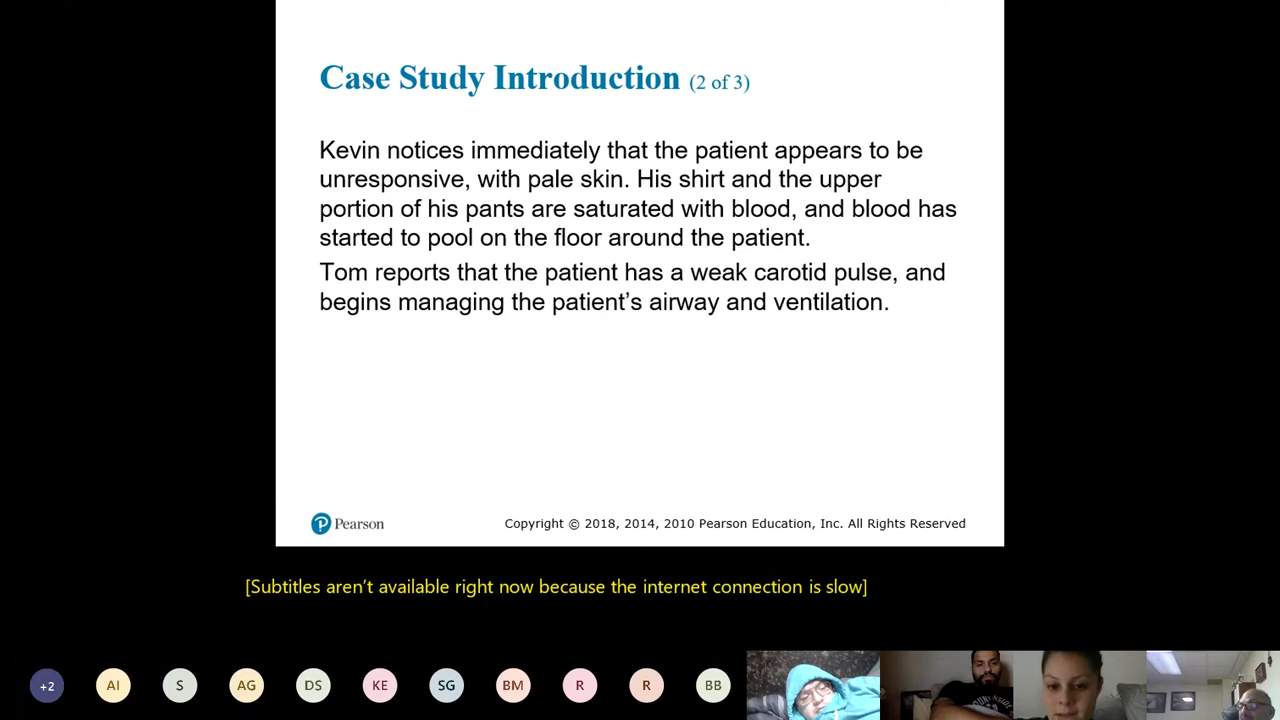 Case Study Introduction (2 of 3)
Kevin notices immediately that the patient appears to be
unresponsive, with pale skin. His shirt and the upper
portion of his pants are saturated with blood, and blood has
started to pool on the floor around the patient.
Tom reports that the patient has a weak carotid pulse, and
begins managing the patient’s airway and ventilation.
P Pearson
Copyright © 2018, 2014, 2010 Pearson Education, Inc. All Rights Reserved
[Subtitles aren’t available right now because the internet connection is slow]
+2 AI S AG DS KE SG BM R R BB